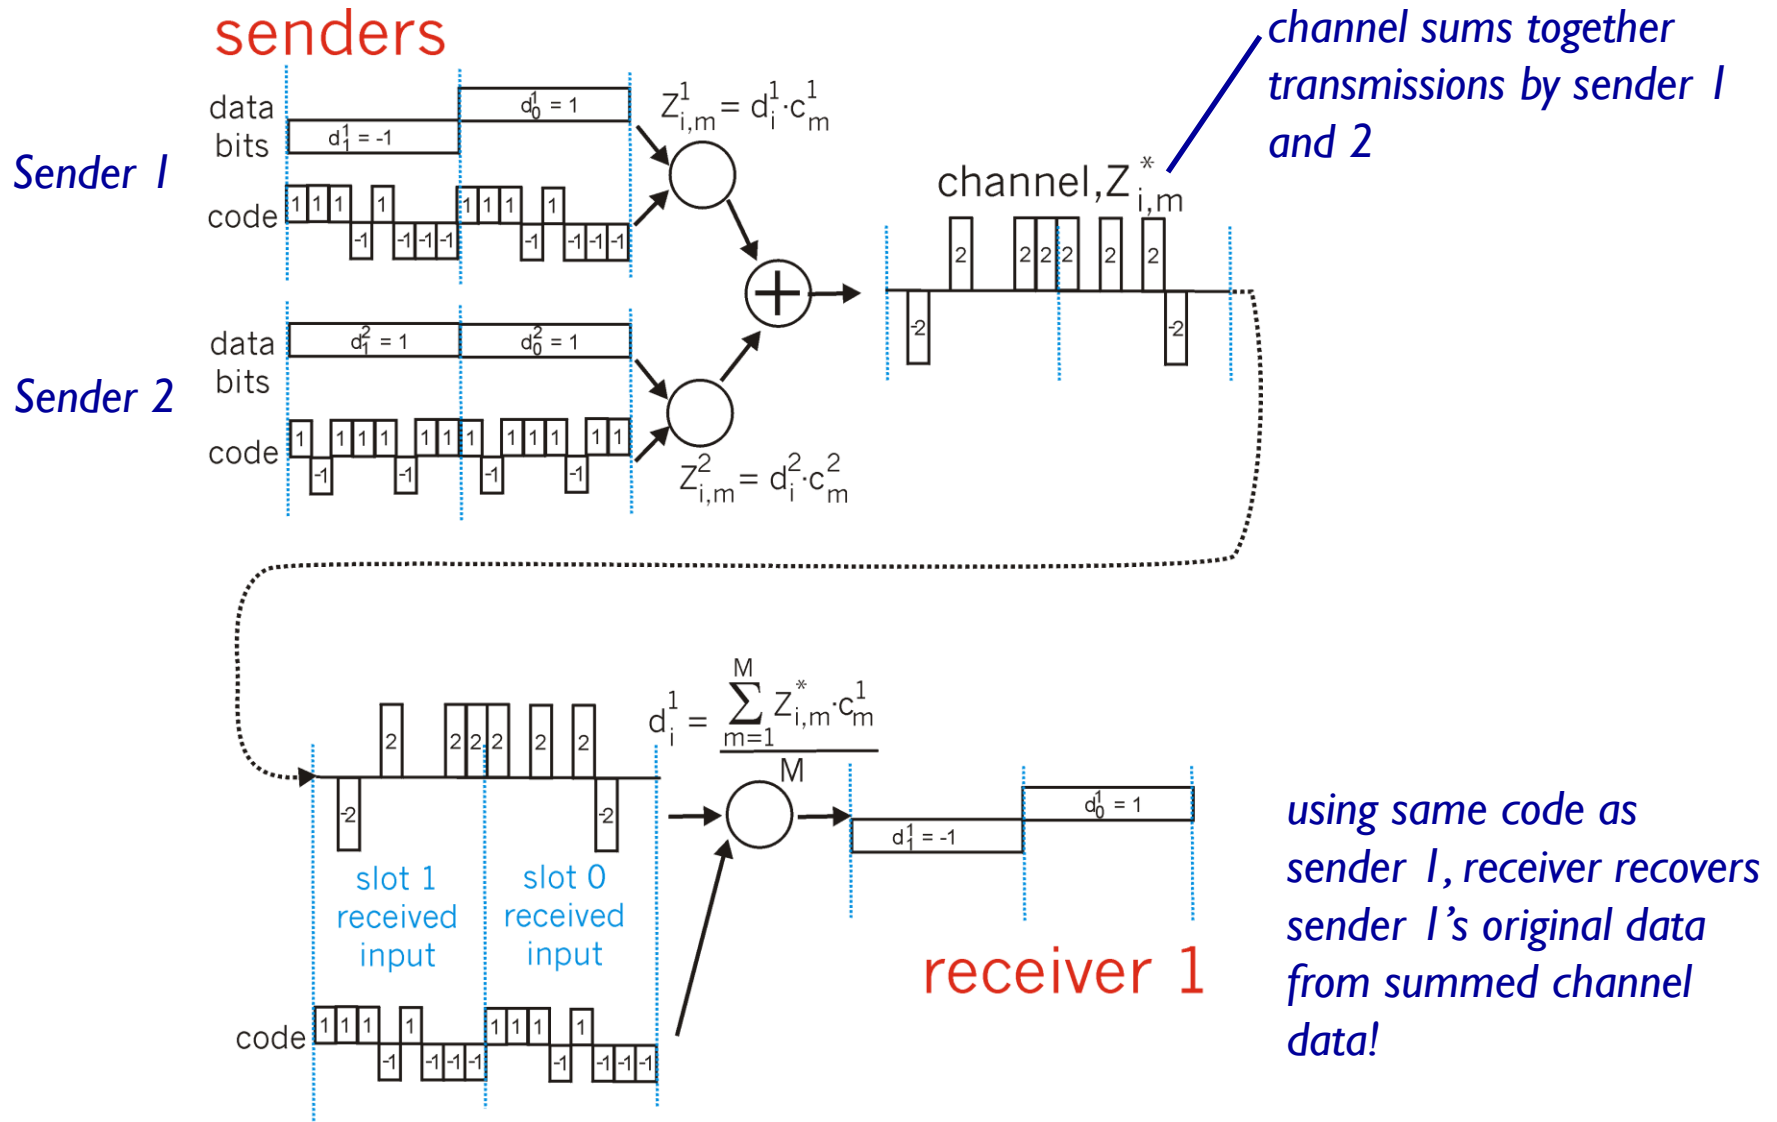 senders
channel sums together
transmissions by sender 1
and 2
Sender 1
data
bits
d₁¹ = -1
d₀¹ = 1
code
1 1 1 -1 1 -1 -1 -1 1 1 1 -1 1 -1 -1 -1
Z¹ᵢ,ₘ = dᵢ¹·cₘ¹
channel, Z*ᵢ,ₘ
-2 2 2 2 2 2 2 -2
Sender 2
data
bits
d₁² = 1
d₀² = 1
code
1 -1 1 1 1 -1 1 1 1 -1 1 1 1 -1 1 1
Z²ᵢ,ₘ = dᵢ²·cₘ²
-2 2 2 2 2 2 2 -2
slot 1
received
input
slot 0
received
input
code
1 1 1 -1 1 -1 -1 -1 1 1 1 -1 1 -1 -1 -1
M
dᵢ¹ = Σ Z*ᵢ,ₘ·cₘ¹
m=1
M
d₁¹ = -1
d₀¹ = 1
receiver 1
using same code as
sender 1, receiver recovers
sender 1’s original data
from summed channel
data!